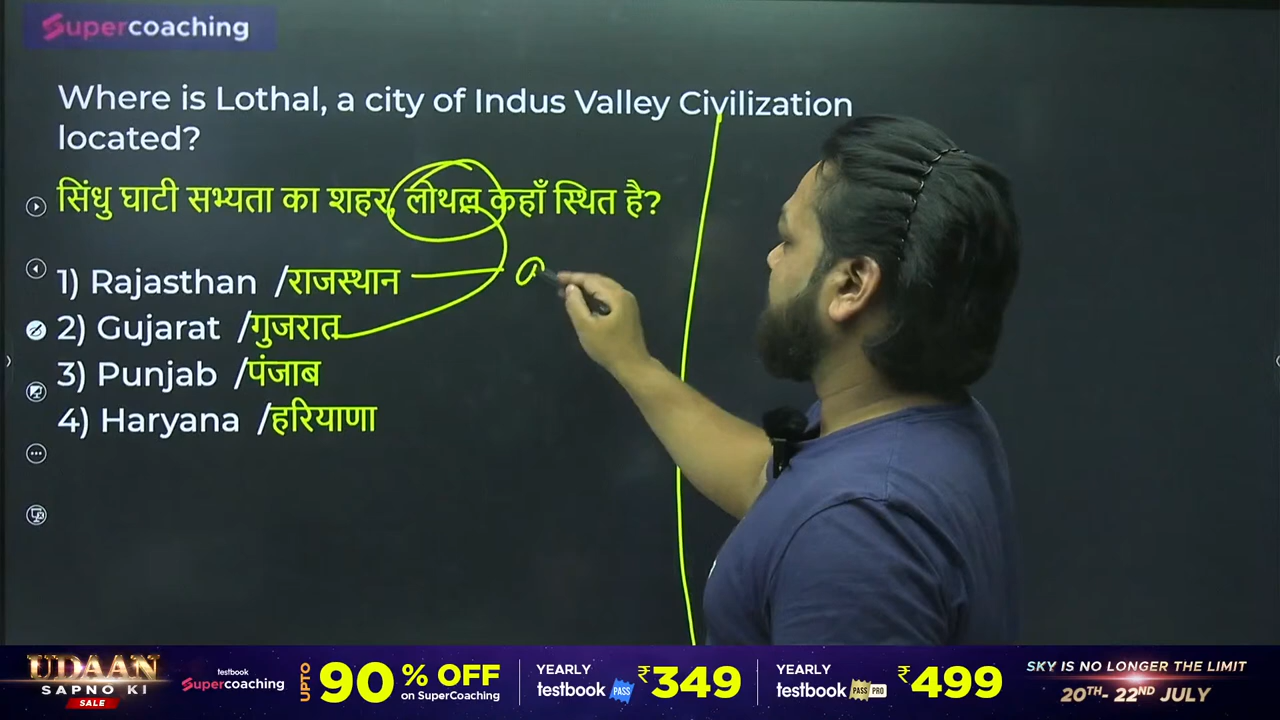 Supercoaching
Where is Lothal, a city of Indus Valley Civilization
located?
सिंधु घाटी सभ्यता का शहर, लोथल कहाँ स्थित है?
1) Rajasthan /राजस्थान
2) Gujarat /गुजरात
3) Punjab /पंजाब
4) Haryana /हरियाणा
UDAAN
SAPNO KI
SALE
testbook
Supercoaching
UPTO 90% OFF
on SuperCoaching
YEARLY
testbook PASS
₹349
YEARLY
testbook PASS PRO
₹499
SKY IS NO LONGER THE LIMIT
20TH- 22ND JULY